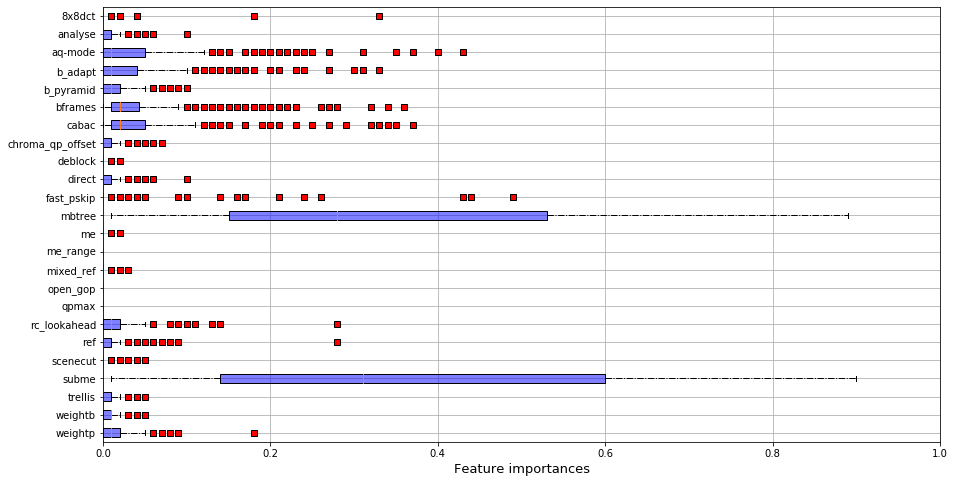 8x8dct
analyse
aq-mode
b_adapt
b_pyramid
bframes
cabac
chroma_qp_offset
deblock
direct
fast_pskip
mbtree
me
me_range
mixed_ref
open_gop
qpmax
rc_lookahead
ref
scenecut
subme
trellis
weightb
weightp
0.0 0.2 0.4 0.6 0.8 1.0
Feature importances